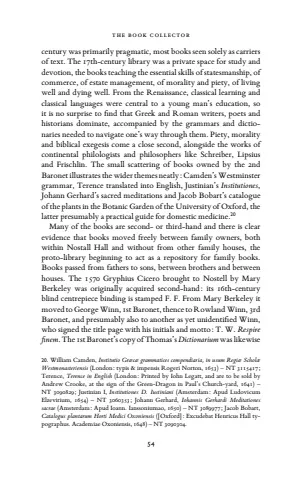 THE BOOK COLLECTOR
century was primarily pragmatic, most books seen solely as carriers
of text. The 17th-century library was a private space for study and
devotion, the books teaching the essential skills of statesmanship, of
commerce, of estate management, of morality and piety, of living
well and dying well. From the Renaissance, classical learning and
classical languages were central to a young man's education, so
it is no surprise to find that Greek and Roman writers, poets and
historians dominate, accompanied by the grammars and dictio-
naries needed to navigate one's way through them. Piety, morality
and biblical exegesis come a close second, alongside the works of
continental philologists and philosophers like Schreiber, Lipsius
and Frischlin. The small scattering of books owned by the 2nd
Baronet illustrates the wider themes neatly: Camden's Westminster
grammar, Terence translated into English, Justinian's Institutiones,
Johann Gerhard's sacred meditations and Jacob Bobart's catalogue
of the plants in the Botanic Garden of the University of Oxford, the
latter presumably a practical guide for domestic medicine.20
Many of the books are second- or third-hand and there is clear
evidence that books moved freely between family owners, both
within Nostall Hall and without from other family houses, the
proto-library beginning to act as a repository for family books.
Books passed from fathers to sons, between brothers and between
houses. The 1570 Gryphius Cicero brought to Nostell by Mary
Berkeley was originally acquired second-hand: its 16th-century
blind centrepiece binding is stamped F. F. From Mary Berkeley it
moved to George Winn, 1st Baronet, thence to Rowland Winn, 3rd
Baronet, and presumably also to another as yet unidentified Winn,
who signed the title page with his initials and motto: T. W. Respice
finem. The 1st Baronet's copy of Thomas's Dictionarium was likewise
20. William Camden, Institutio Græcæ grammatices compendiaria, in usum Regiæ Scholæ
Westmonasteriensis (London: typis & impensis Rogeri Norton, 1653) – NT 3115417;
Terence, Terence in English (London: Printed by John Legatt, and are to be sold by
Andrew Crooke, at the sign of the Green-Dragon in Paul's Church-yard, 1641) –
NT 3090829; Justinian I, Institutiones D. Justiniani (Amsterdam: Apud Ludovicum
Elzevirium, 1654) – NT 3060353; Johann Gerhard, Iohannis Gerhardi Meditationes
sacrae (Amsterdam: Apud Ioann. Ianssonium, 1650) – NT 3089977; Jacob Bobart,
Catalogus plantarum Horti Medici Oxoniensis ([Oxford]: Excudebat Henricus Hall ty-
pographus Academiae Oxoniensis, 1648) – NT 3090304.
54